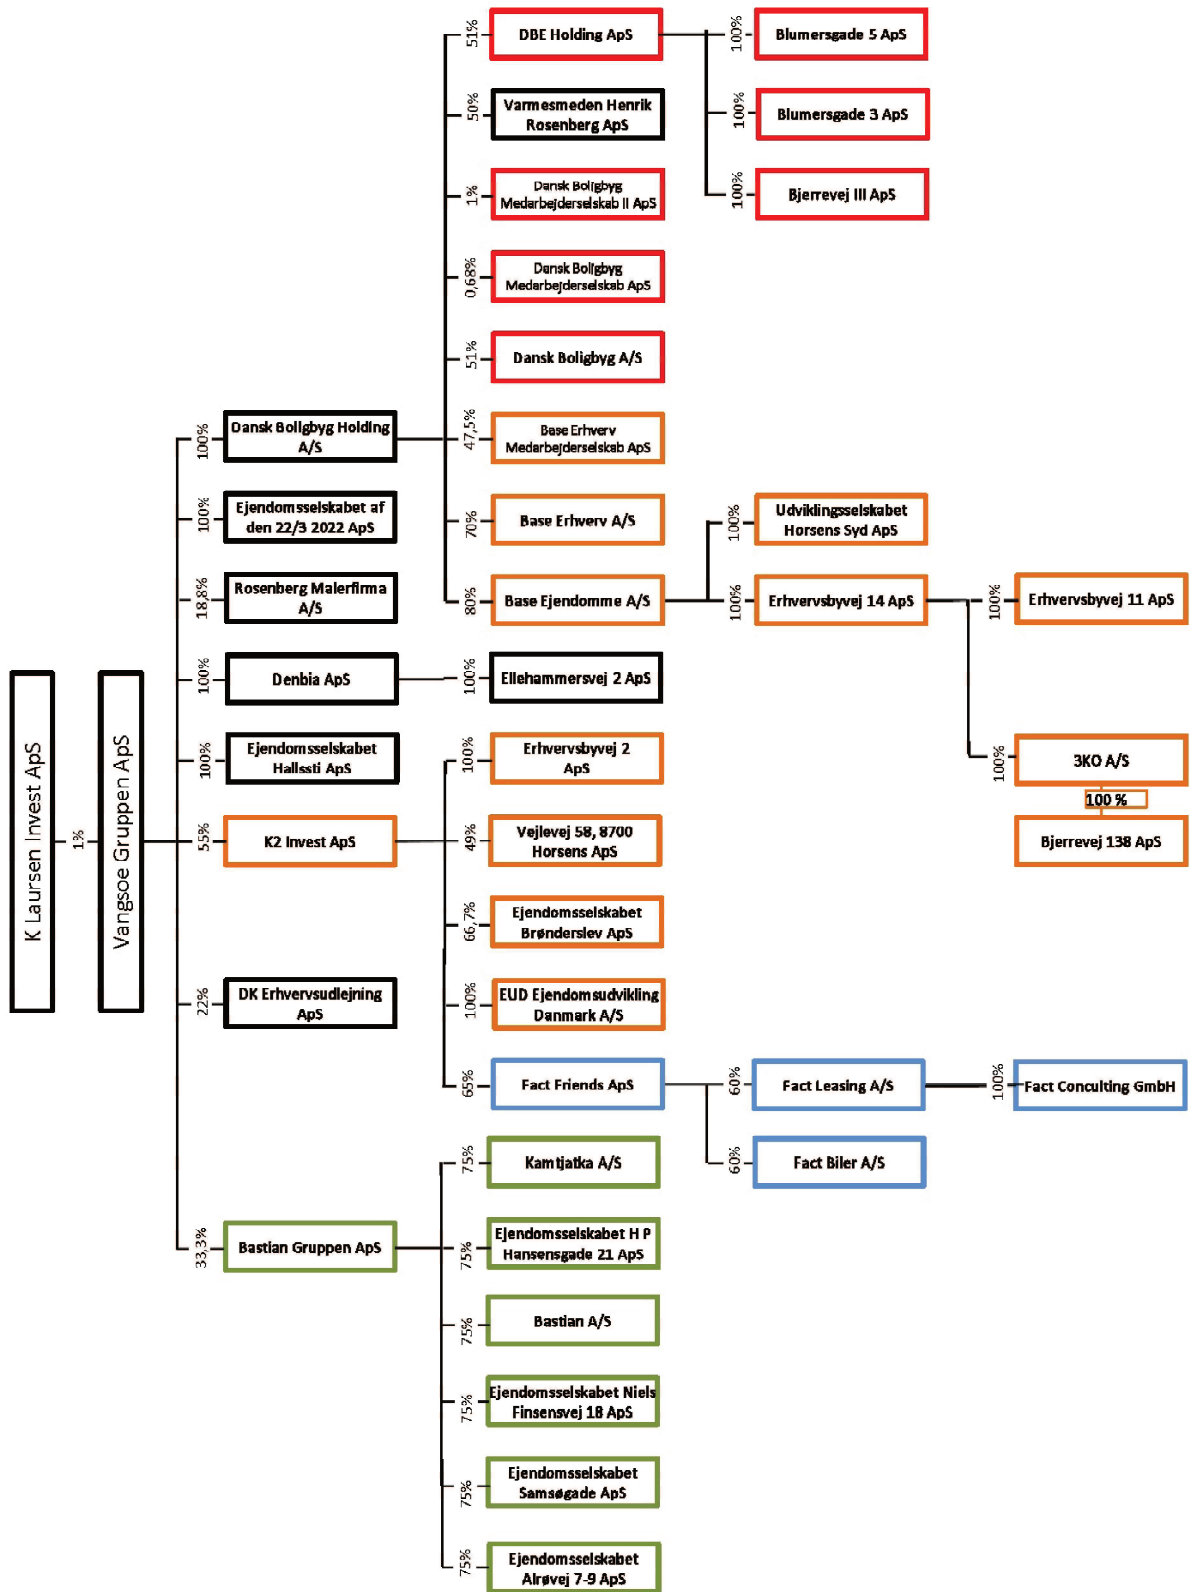 K Laursen Invest ApS
1%
Vangsoe Gruppen ApS
100%
Dansk Boligbyg Holding
A/S
51%
DBE Holding ApS
100%
Blumersgade 5 ApS
100%
Blumersgade 3 ApS
100%
Bjerrevej III ApS
50%
Varmesmeden Henrik
Rosenberg ApS
1%
Dansk Boligbyg
Medarbejderselskab II ApS
0,68%
Dansk Boligbyg
Medarbejderselskab ApS
51%
Dansk Boligbyg A/S
47,5%
Base Erhverv
Medarbejderselskab ApS
70%
Base Erhverv A/S
80%
Base Ejendomme A/S
100%
Udviklingsselskabet
Horsens Syd ApS
100%
Erhvervsbyvej 14 ApS
100%
Erhvervsbyvej 11 ApS
100%
3KO A/S
100 %
Bjerrevej 138 ApS
100%
Ejendomsselskabet af
den 22/3 2022 ApS
18,8%
Rosenberg Malerfirma
A/S
100%
Denbia ApS
100%
Ellehammersvej 2 ApS
100%
Ejendomsselskabet
Hallssti ApS
55%
K2 Invest ApS
100%
Erhvervsbyvej 2
ApS
49%
Vejlevej 58, 8700
Horsens ApS
66,7%
Ejendomsselskabet
Brønderslev ApS
100%
EUD Ejendomsudvikling
Danmark A/S
65%
Fact Friends ApS
60%
Fact Leasing A/S
100%
Fact Conculting GmbH
60%
Fact Biler A/S
22%
DK Erhvervsudlejning
ApS
33,3%
Bastian Gruppen ApS
75%
Kamtjatka A/S
75%
Ejendomsselskabet H P
Hansensgade 21 ApS
75%
Bastian A/S
75%
Ejendomsselskabet Niels
Finsensvej 18 ApS
75%
Ejendomsselskabet
Samsøgade ApS
75%
Ejendomsselskabet
Alrøvej 7-9 ApS